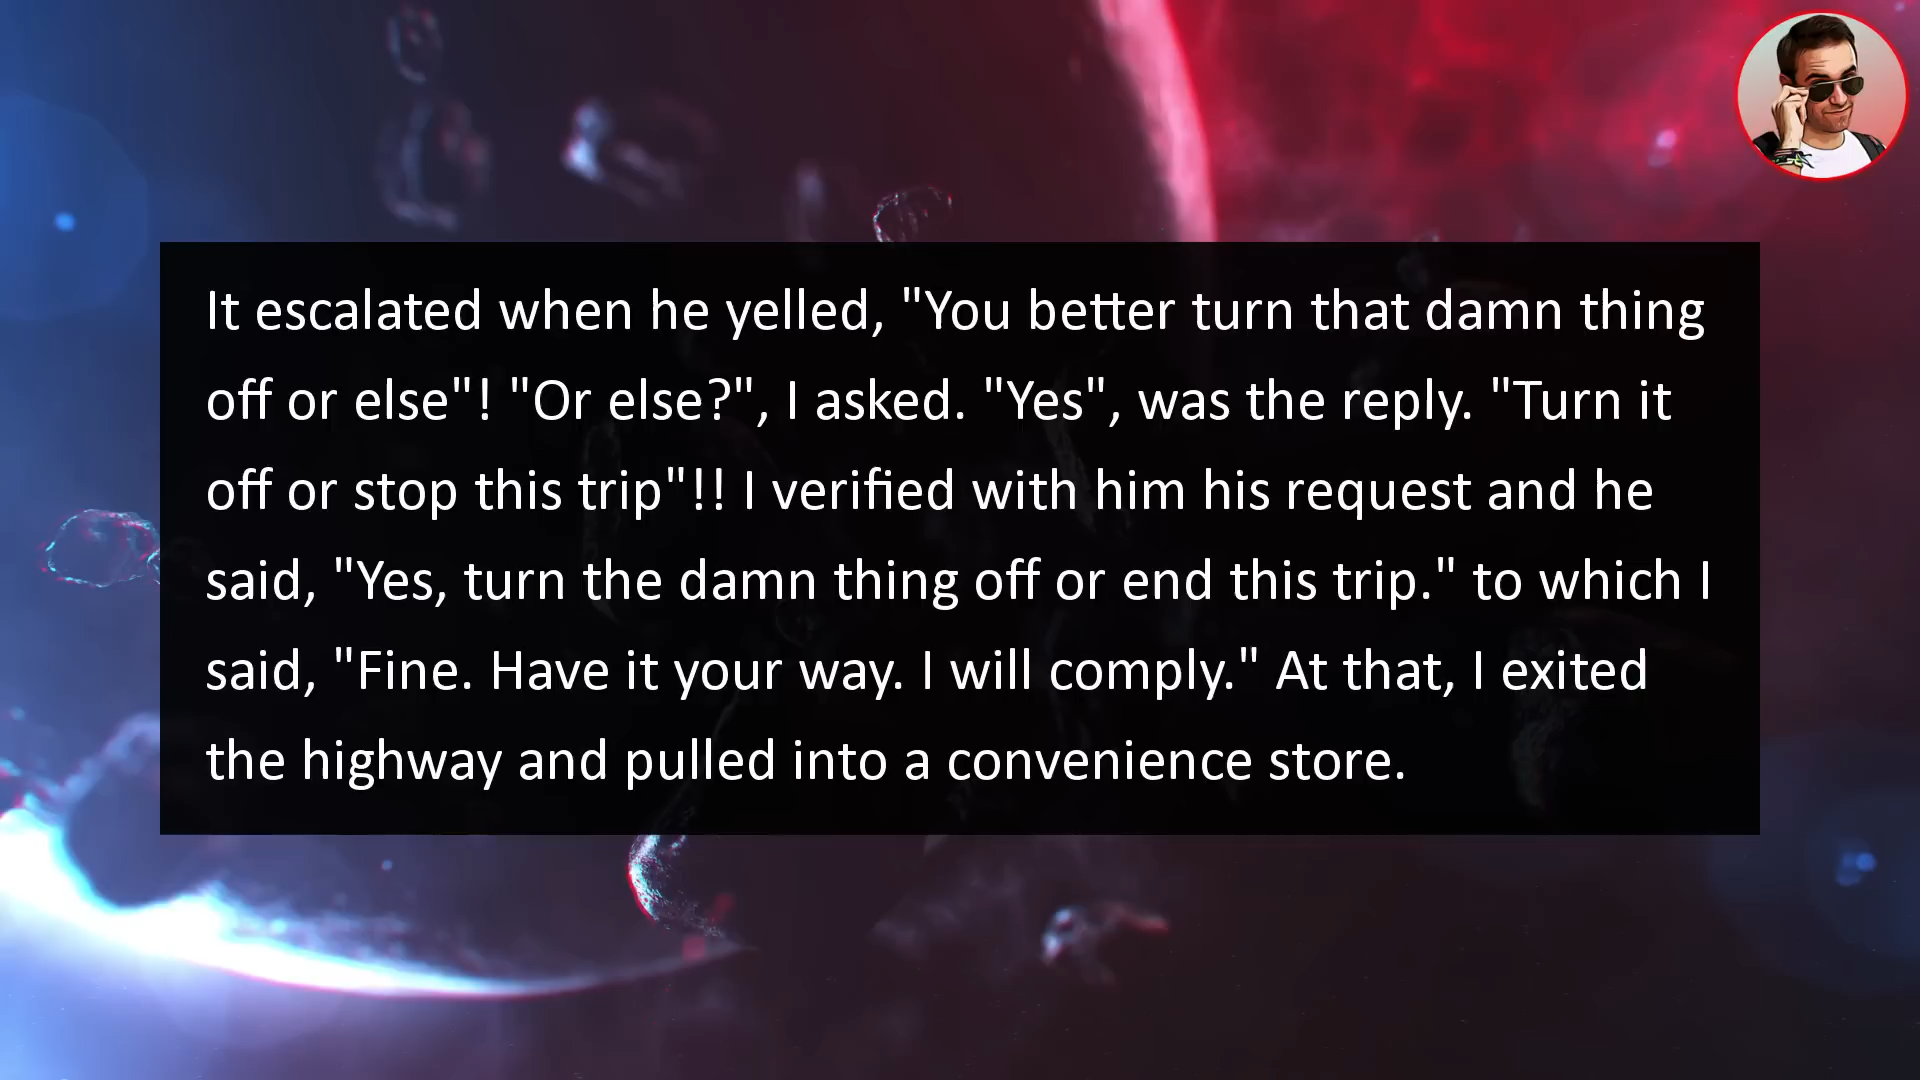 It escalated when he yelled, "You better turn that damn thing
off or else"! "Or else?", I asked. "Yes", was the reply. "Turn it
off or stop this trip"!! I verified with him his request and he
said, "Yes, turn the damn thing off or end this trip." to which I
said, "Fine. Have it your way. I will comply." At that, I exited
the highway and pulled into a convenience store.